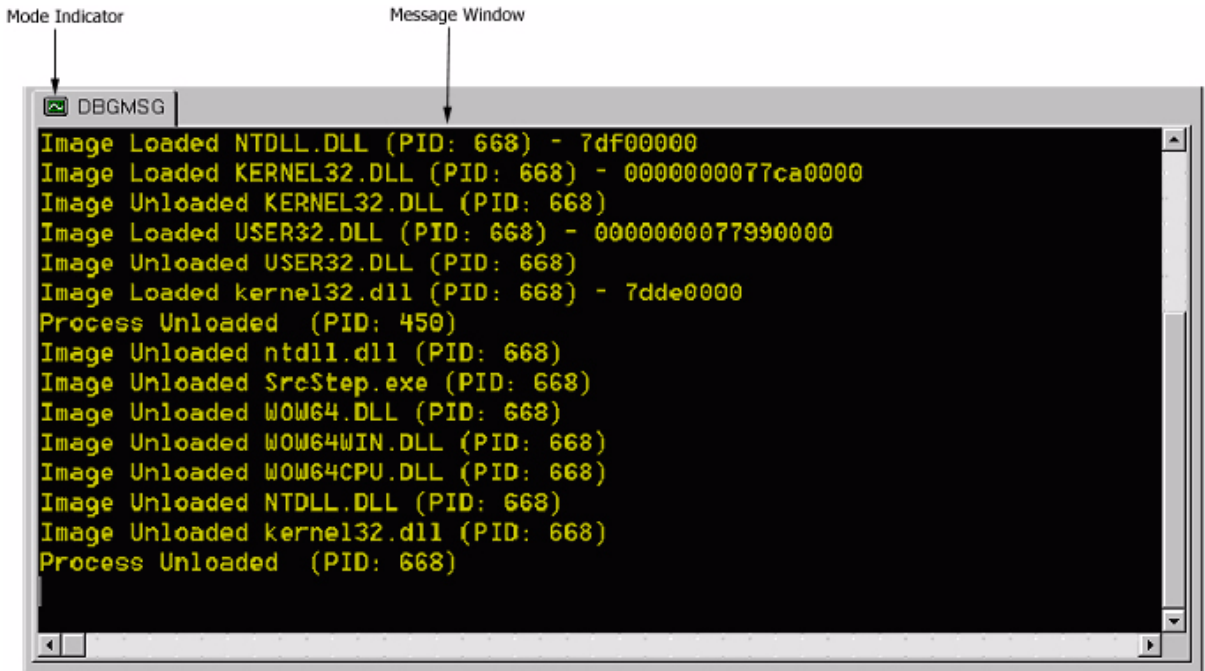 Mode Indicator
Message Window
DBGMSG
Image Loaded NTDLL.DLL (PID: 668) - 7df00000
Image Loaded KERNEL32.DLL (PID: 668) - 0000000077ca0000
Image Unloaded KERNEL32.DLL (PID: 668)
Image Loaded USER32.DLL (PID: 668) - 0000000077990000
Image Unloaded USER32.DLL (PID: 668)
Image Loaded kernel32.dll (PID: 668) - 7dde0000
Process Unloaded  (PID: 450)
Image Unloaded ntdll.dll (PID: 668)
Image Unloaded SrcStep.exe (PID: 668)
Image Unloaded WOW64.DLL (PID: 668)
Image Unloaded WOW64WIN.DLL (PID: 668)
Image Unloaded WOW64CPU.DLL (PID: 668)
Image Unloaded NTDLL.DLL (PID: 668)
Image Unloaded kernel32.dll (PID: 668)
Process Unloaded  (PID: 668)